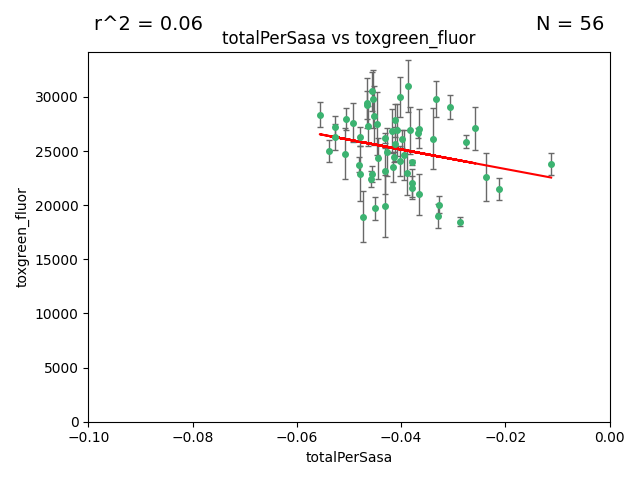 r^2 = 0.06
N = 56
totalPerSasa vs toxgreen_fluor
toxgreen_fluor
30000
25000
20000
15000
10000
5000
0
−0.10
−0.08
−0.06
−0.04
−0.02
0.00
totalPerSasa